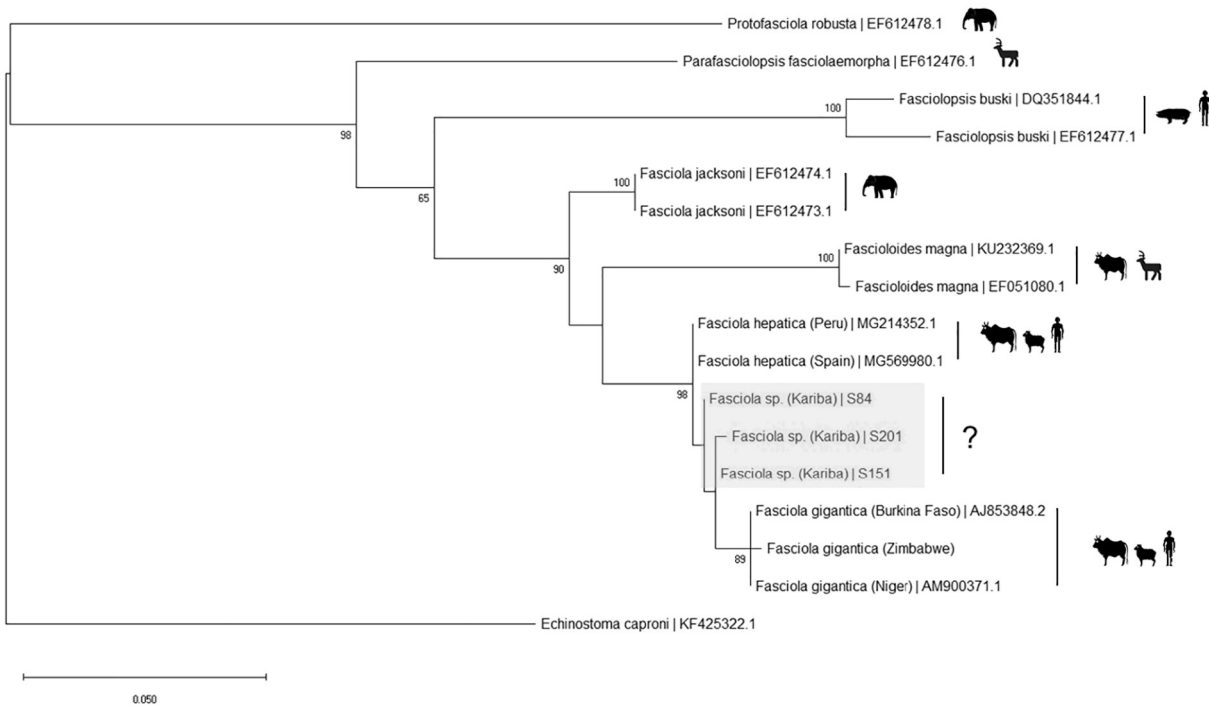 Protofasciola robusta | EF612478.1
Parafasciolopsis fasciolaemorpha | EF612476.1
98
Fasciolopsis buski | DQ351844.1
100
Fasciolopsis buski | EF612477.1
65
Fasciola jacksoni | EF612474.1
100
Fasciola jacksoni | EF612473.1
90
Fascioloides magna | KU232369.1
100
Fascioloides magna | EF051080.1
Fasciola hepatica (Peru) | MG214352.1
Fasciola hepatica (Spain) | MG569980.1
98
Fasciola sp. (Kariba) | S84
Fasciola sp. (Kariba) | S201
?
Fasciola sp. (Kariba) | S151
Fasciola gigantica (Burkina Faso) | AJ853848.2
Fasciola gigantica (Zimbabwe)
89
Fasciola gigantica (Niger) | AM900371.1
Echinostoma caproni | KF425322.1
0.050